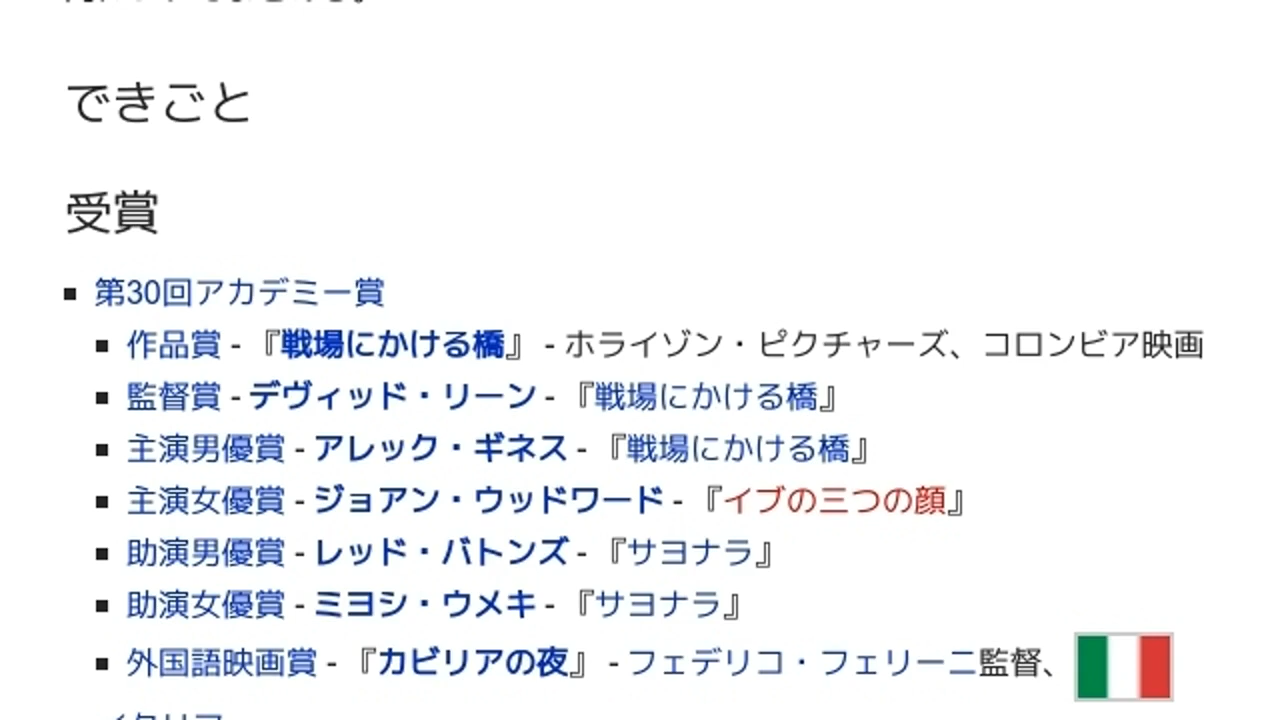 できごと
受賞
第30回アカデミー賞
作品賞 - 『戦場にかける橋』 - ホライゾン・ピクチャーズ、コロンビア映画
監督賞 - デヴィッド・リーン - 『戦場にかける橋』
主演男優賞 - アレック・ギネス - 『戦場にかける橋』
主演女優賞 - ジョアン・ウッドワード - 『イブの三つの顔』
助演男優賞 - レッド・バトンズ - 『サヨナラ』
助演女優賞 - ミヨシ・ウメキ - 『サヨナラ』
外国語映画賞 - 『カビリアの夜』 - フェデリコ・フェリーニ監督、
イタリア